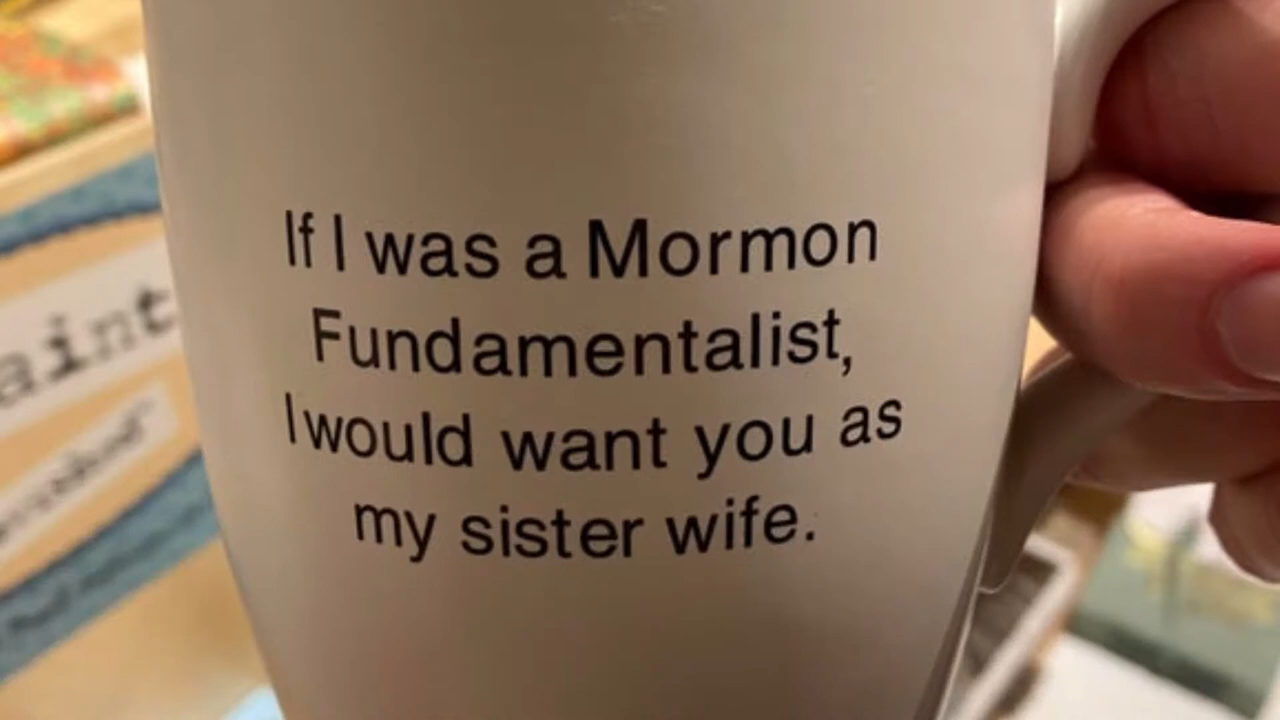 If I was a Mormon
Fundamentalist,
I would want you as
my sister wife.
aint